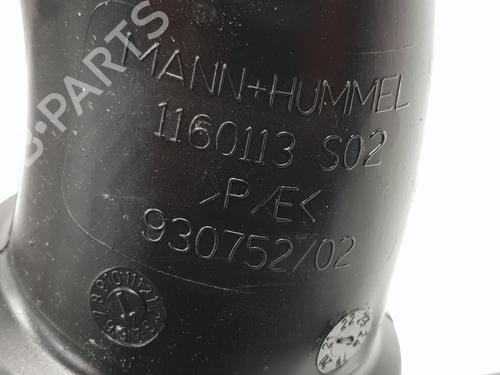 B-PARTS
MANN+HUMMEL
1160113 S02
>P/E<
930752/02